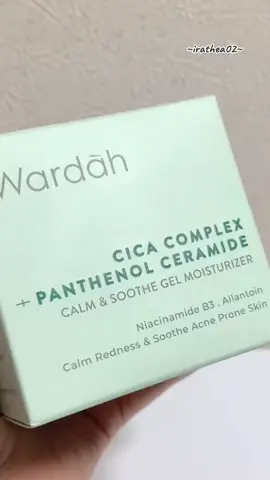 ~irathea02~
Wardah
CICA COMPLEX
+ PANTHENOL CERAMIDE
CALM & SOOTHE GEL MOISTURIZER
Niacinamide B3 , Allantoin
Calm Redness & Soothe Acne Prone Skin